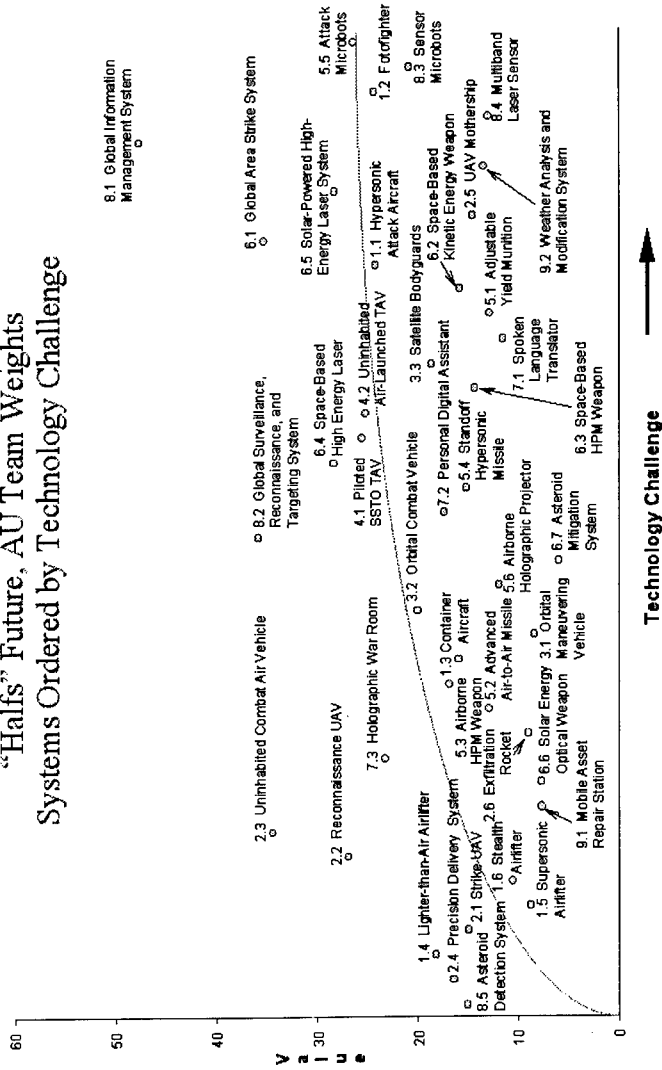 "Halfs" Future, AU Team Weights
Systems Ordered by Technology Challenge
60
50
40
30
20
10
0
Value
8.1 Global Information
Management System
6.1 Global Area Strike System
2.3 Uninhabited Combat Air Vehicle
8.2 Global Surveillance,
Reconnaissance, and
Targeting System
6.5 Solar-Powered High-
Energy Laser System
5.5 Attack
Microbots
2.2 Reconnaissance UAV
6.4 Space-Based
High Energy Laser
4.1 Piloted
SSTO TAV
4.2 Uninhabited
Air-Launched TAV
1.1 Hypersonic
Attack Aircraft
1.2 Fotofighter
7.3 Holographic War Room
3.2 Orbital Combat Vehicle
3.3 Satellite Bodyguards
6.2 Space-Based
Kinetic Energy Weapon
8.3 Sensor
Microbots
1.4 Lighter-than-Air Airlifter
2.4 Precision Delivery System
1.3 Container
Aircraft
7.2 Personal Digital Assistant
5.4 Standoff
Hypersonic
Missile
2.5 UAV Mothership
8.4 Multiband
Laser Sensor
8.5 Asteroid
Detection System
2.1 Strike-UAV
5.3 Airborne
HPM Weapon
5.2 Advanced
Air-to-Air Missile
5.1 Adjustable
Yield Munition
1.6 Stealth
Airlifter
2.6 Exfiltration
Rocket
5.6 Airborne
Holographic Projector
7.1 Spoken
Language
Translator
9.2 Weather Analysis and
Modification System
1.5 Supersonic
Airlifter
6.6 Solar Energy
Optical Weapon
3.1 Orbital
Maneuvering
Vehicle
6.7 Asteroid
Mitigation
System
6.3 Space-Based
HPM Weapon
9.1 Mobile Asset
Repair Station
Technology Challenge